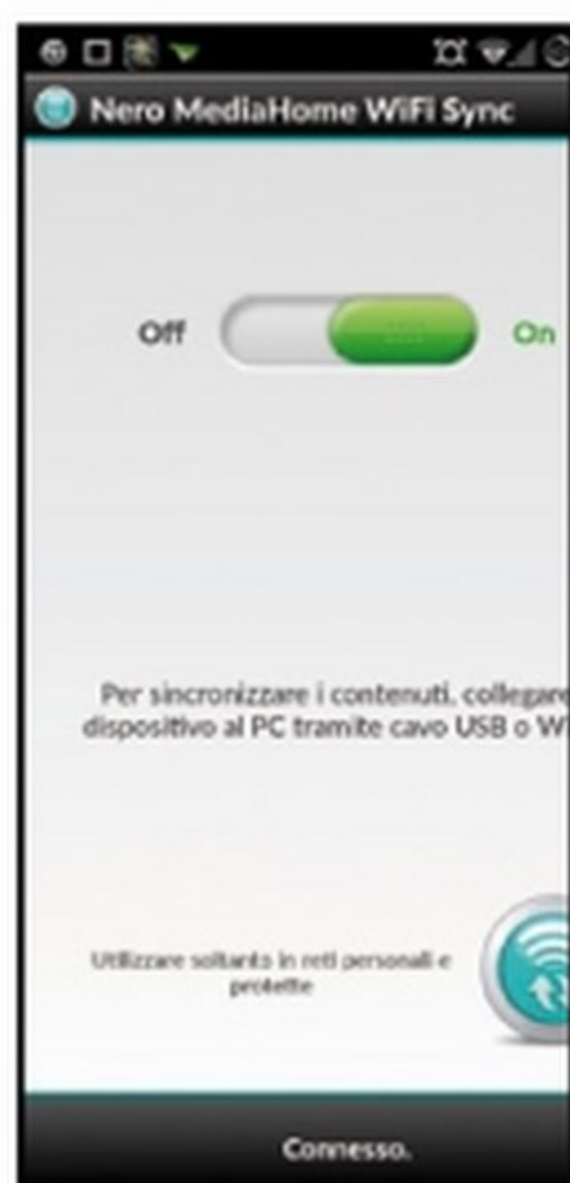 Nero MediaHome WiFi Sync
Off On
Per sincronizzare i contenuti, collegare
dispositivo al PC tramite cavo USB o W
Utilizzare soltanto in reti personali e
protette
Connesso.